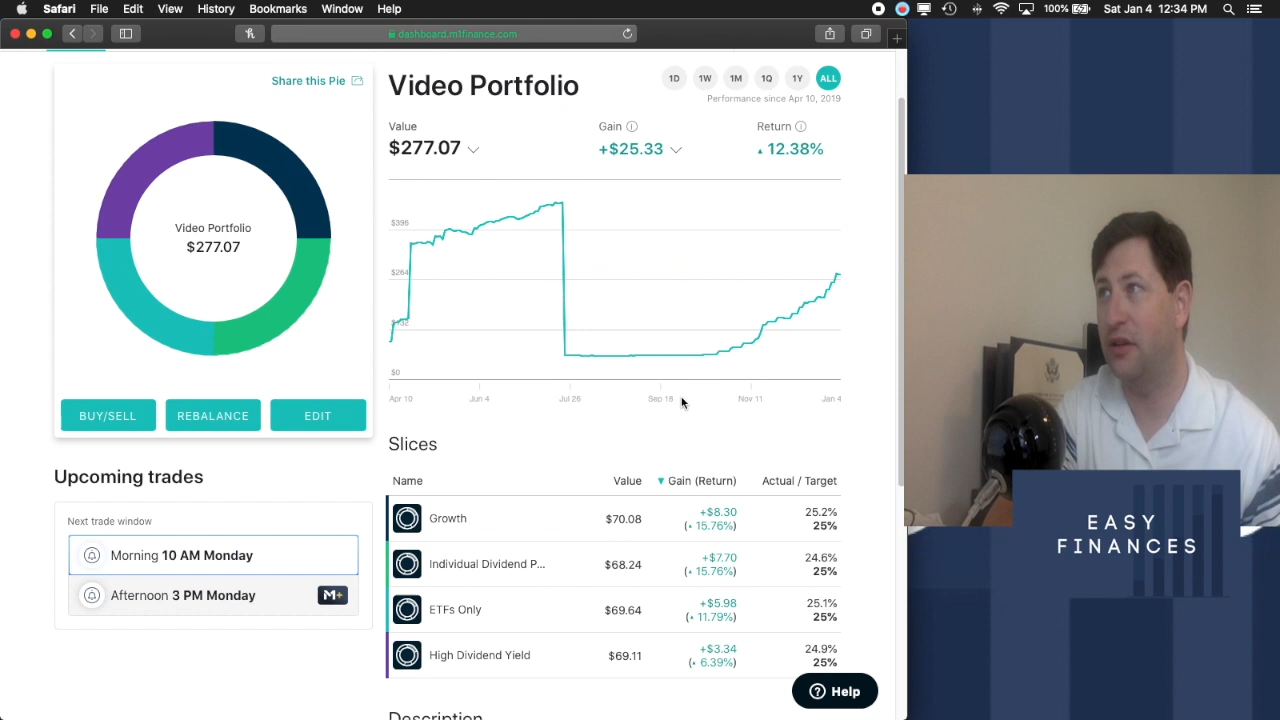 Safari File Edit View History Bookmarks Window Help
100% Sat Jan 4 12:34 PM
dashboard.m1finance.com
Share this Pie
Video Portfolio
$277.07
BUY/SELL
REBALANCE
EDIT
Upcoming trades
Next trade window
Morning 10 AM Monday
Afternoon 3 PM Monday
M+
Video Portfolio
1D 1W 1M 1Q 1Y ALL
Performance since Apr 10, 2019
Value Gain Return
$277.07 +$25.33 12.38%
$396
$264
$132
$0
Apr 10 Jun 4 Jul 26 Sep 18 Nov 11 Jan 4
Slices
Name Value Gain (Return) Actual / Target
Growth $70.08 +$8.30 25.2%
(15.76%) 25%
Individual Dividend P... $68.24 +$7.70 24.6%
(15.76%) 25%
ETFs Only $69.64 +$5.98 25.1%
(11.79%) 25%
High Dividend Yield $69.11 +$3.34 24.9%
(6.39%) 25%
Help
Description
EASY
FINANCES